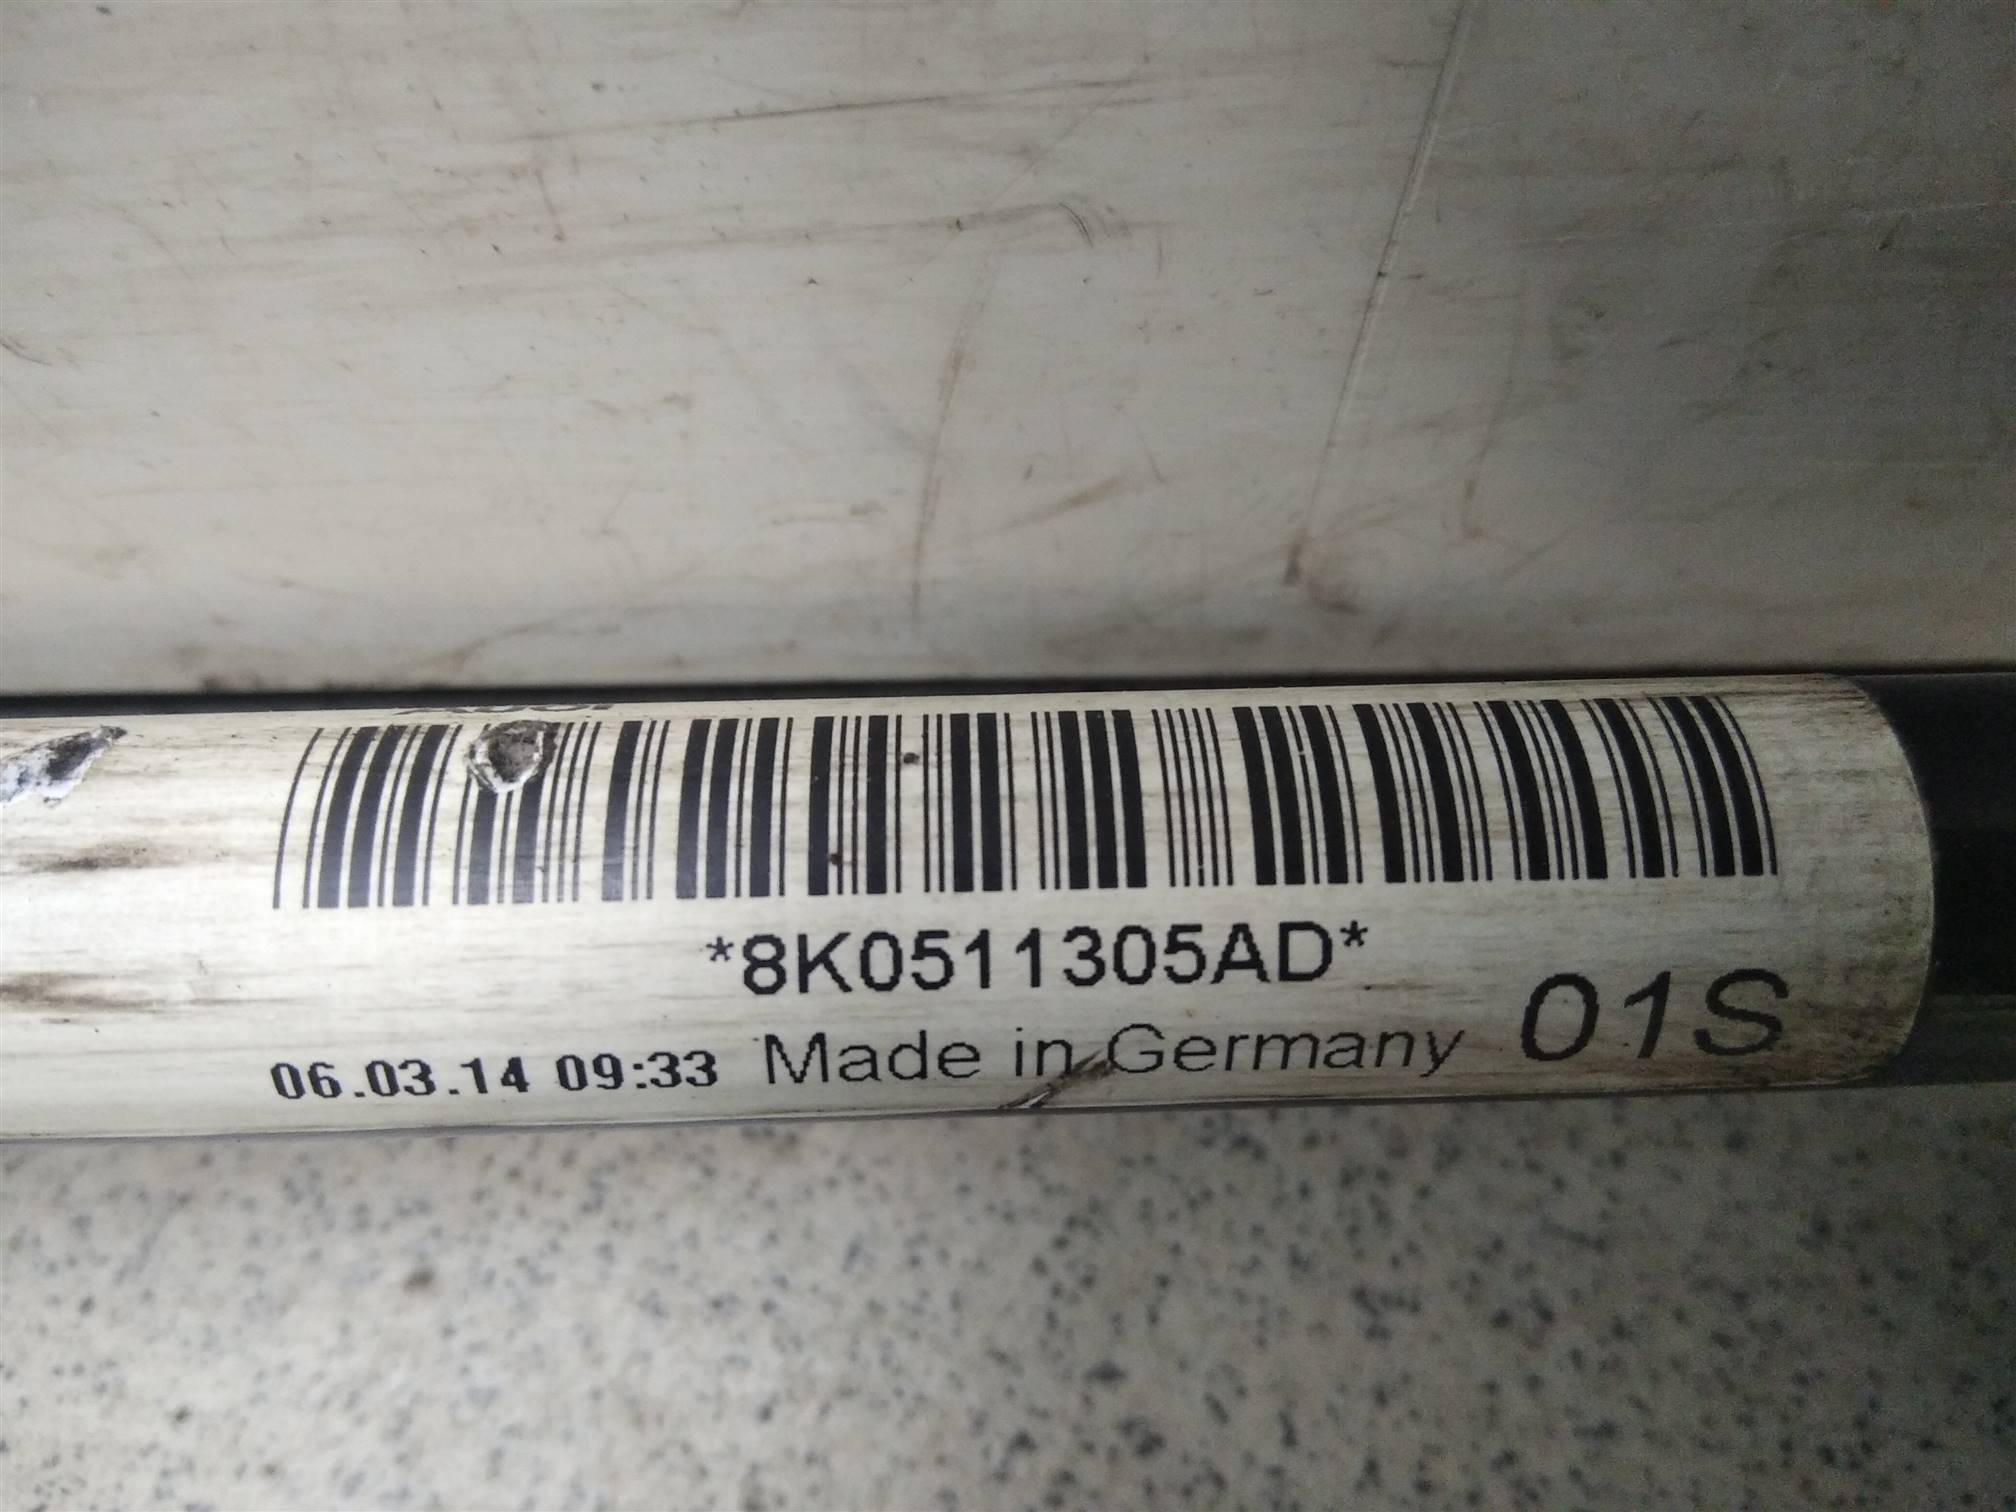 *8K0511305AD*
06.03.14 09:33 Made in Germany 01S